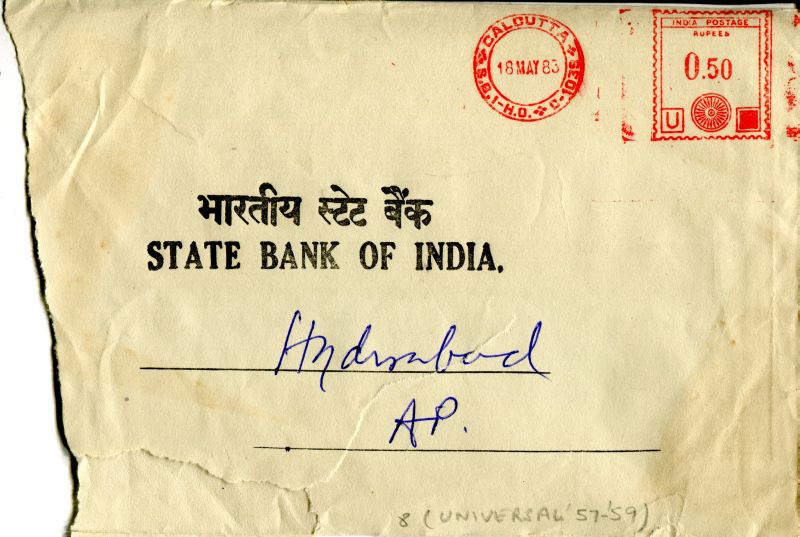 CALCUTTA
18 MAY 83
S.B.I-H.O. C-1039
INDIA POSTAGE
RUPEES
0.50
U
भारतीय स्टेट बैंक
STATE BANK OF INDIA.
Hyderabad
AP.
8 (UNIVERSAL '57-'59)